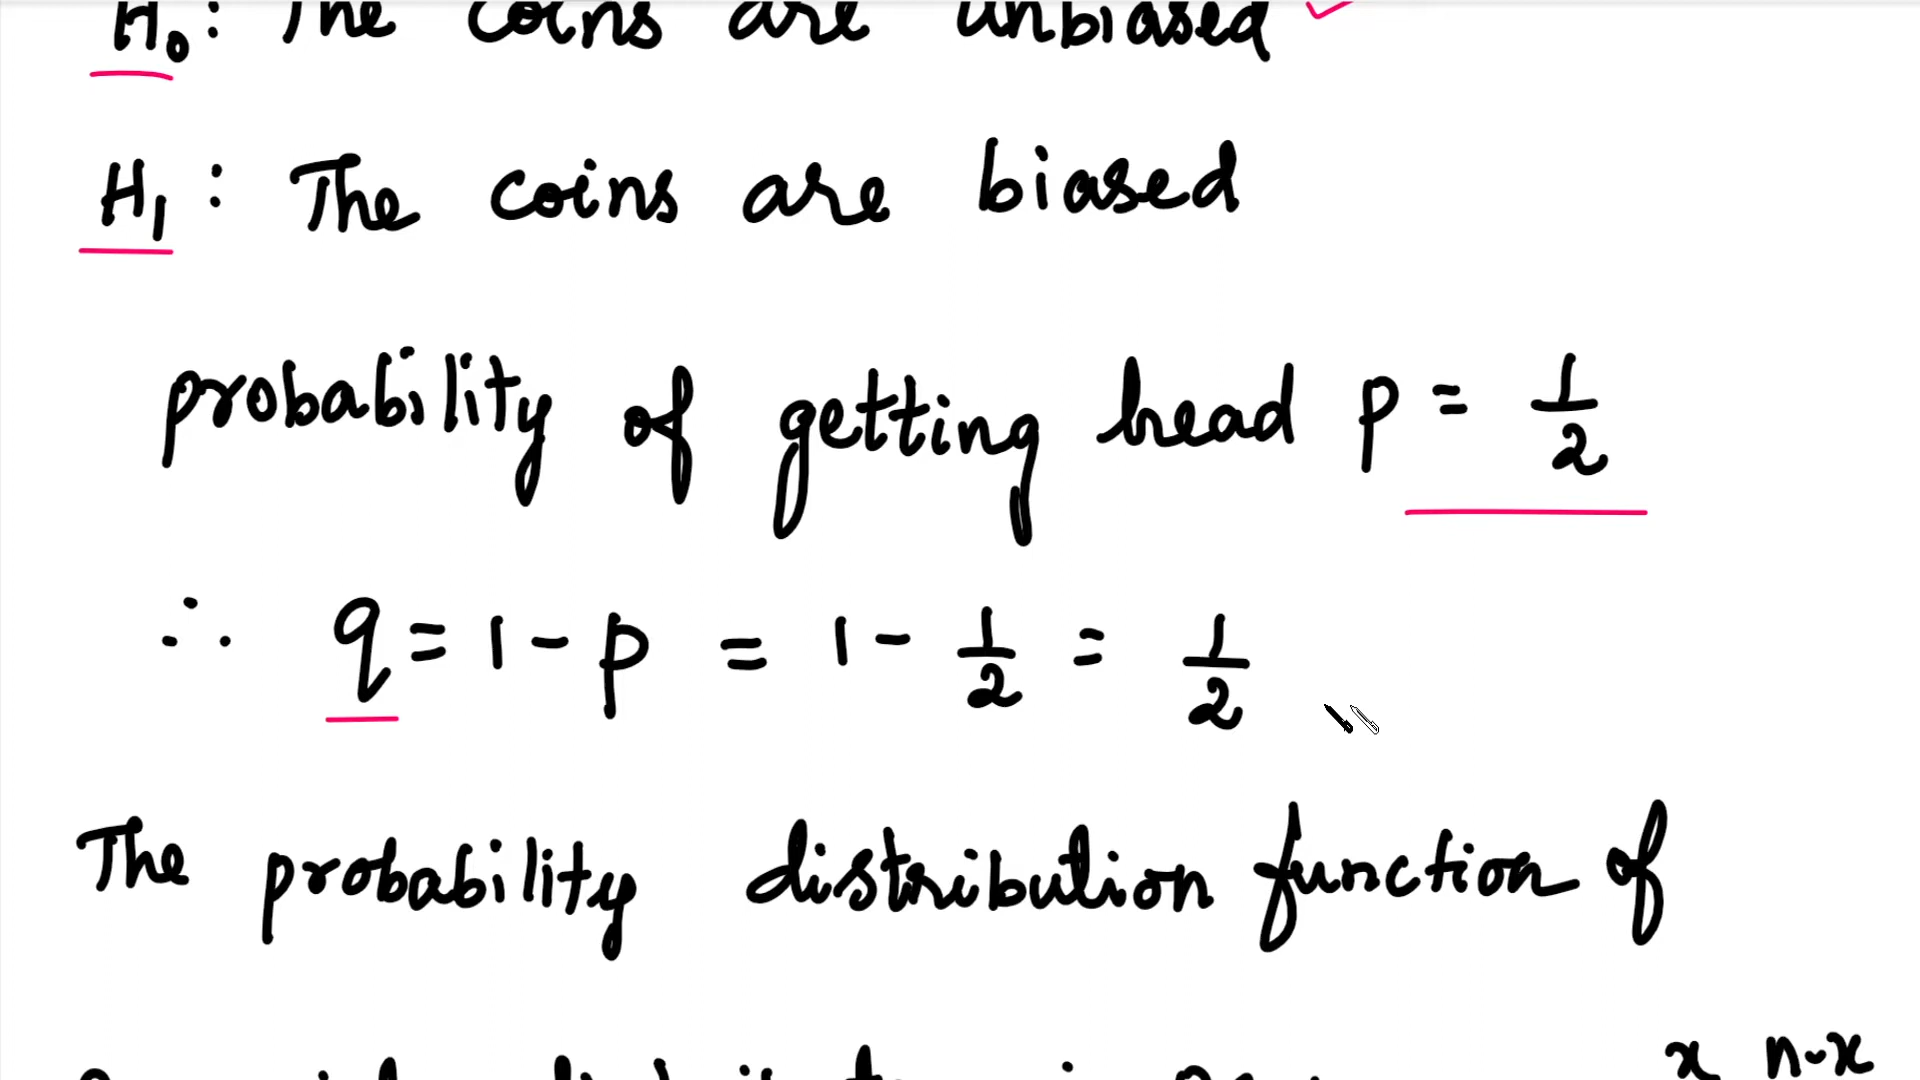 H₀: The coins are unbiased ✓
H₁: The coins are biased
probability of getting head p = 1/2
∴ q = 1 - p = 1 - 1/2 = 1/2
The probability distribution function of
x n-x